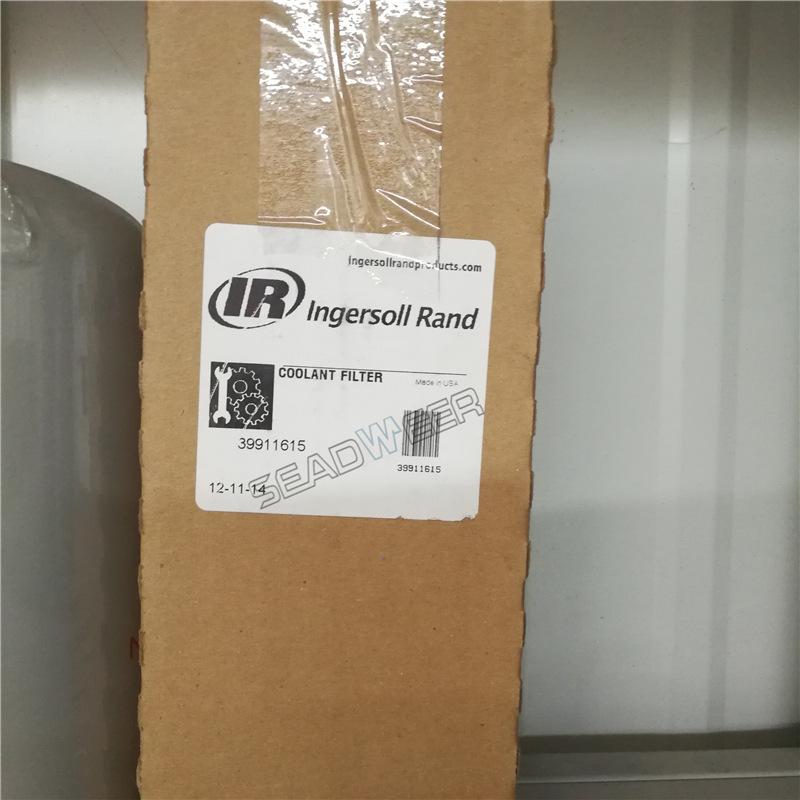 ingersollrandproducts.com
IR Ingersoll Rand
COOLANT FILTER
Made in USA
39911615
39911615
12-11-14
SEADWEER